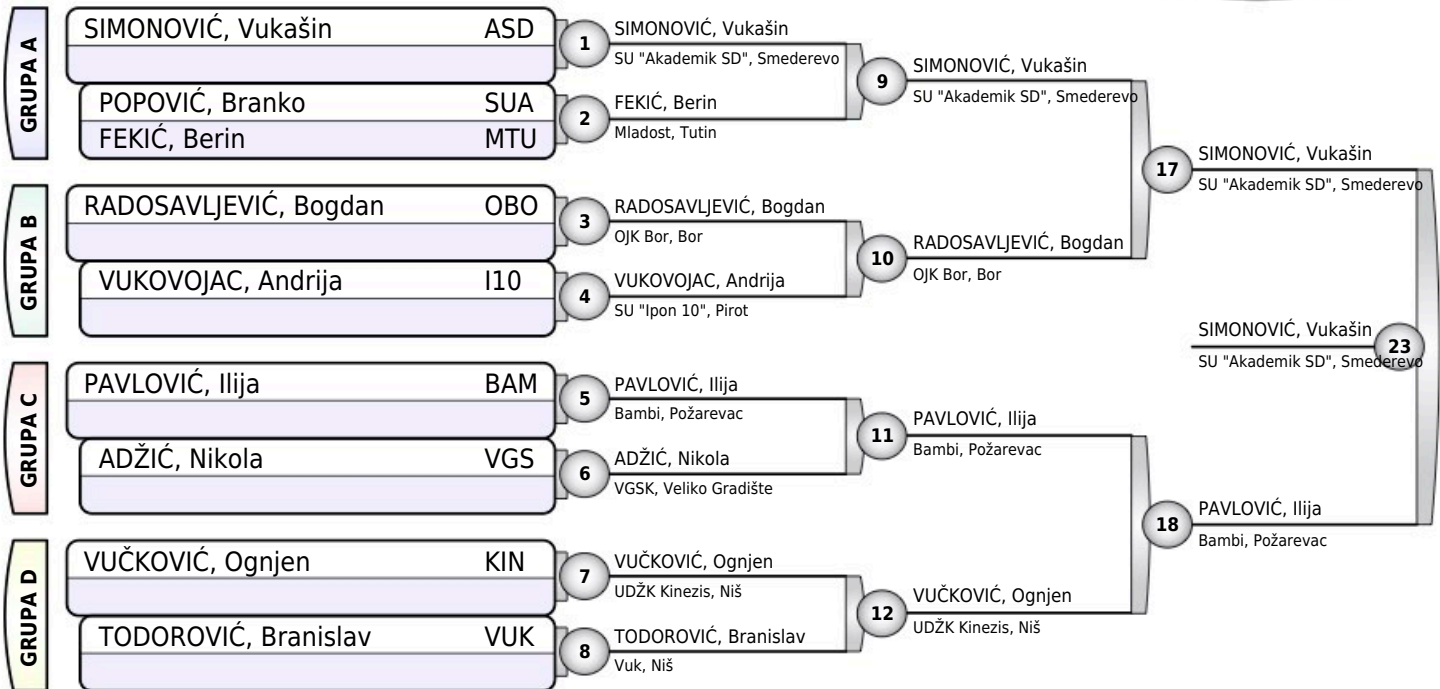 GRUPA A
SIMONOVIĆ, Vukašin ASD
POPOVIĆ, Branko SUA
FEKIĆ, Berin MTU
GRUPA B
RADOSAVLJEVIĆ, Bogdan OBO
VUKOVOJAC, Andrija I10
GRUPA C
PAVLOVIĆ, Ilija BAM
ADŽIĆ, Nikola VGS
GRUPA D
VUČKOVIĆ, Ognjen KIN
TODOROVIĆ, Branislav VUK
1
SIMONOVIĆ, Vukašin
SU "Akademik SD", Smederevo
2
FEKIĆ, Berin
Mladost, Tutin
3
RADOSAVLJEVIĆ, Bogdan
OJK Bor, Bor
4
VUKOVOJAC, Andrija
SU "Ipon 10", Pirot
5
PAVLOVIĆ, Ilija
Bambi, Požarevac
6
ADŽIĆ, Nikola
VGSK, Veliko Gradište
7
VUČKOVIĆ, Ognjen
UDŽK Kinezis, Niš
8
TODOROVIĆ, Branislav
Vuk, Niš
9
SIMONOVIĆ, Vukašin
SU "Akademik SD", Smederevo
10
RADOSAVLJEVIĆ, Bogdan
OJK Bor, Bor
11
PAVLOVIĆ, Ilija
Bambi, Požarevac
12
VUČKOVIĆ, Ognjen
UDŽK Kinezis, Niš
17
SIMONOVIĆ, Vukašin
SU "Akademik SD", Smederevo
18
PAVLOVIĆ, Ilija
Bambi, Požarevac
SIMONOVIĆ, Vukašin
23
SU "Akademik SD", Smederevo